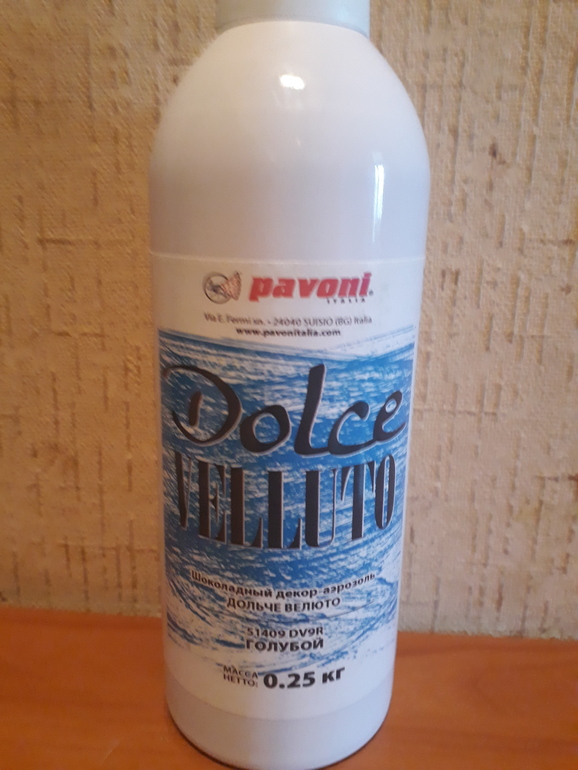 pavoni
ITALIA
Via E. Fermi sn. - 24040 SUISIO (BG) Italia
www.pavonitalia.com
Dolce
VELLUTO
Шоколадный декор-аэрозоль
ДОЛЬЧЕ ВЕЛЮТО
51409 DV9R
ГОЛУБОЙ
МАССА
НЕТТО: 0.25 кг